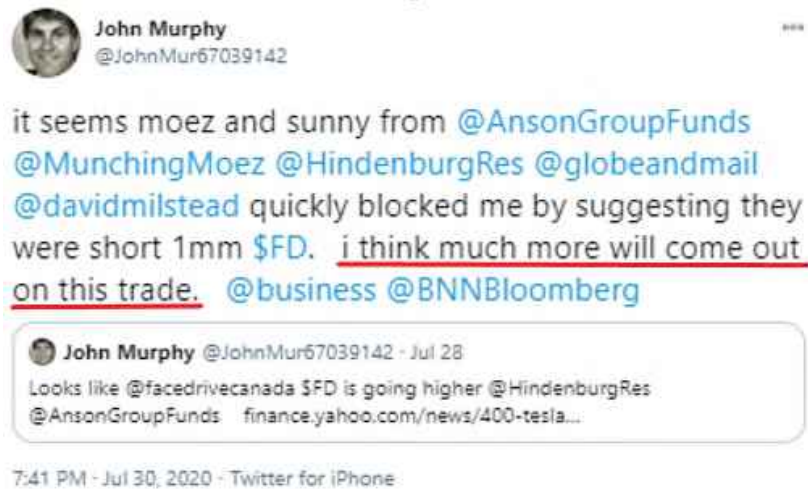 John Murphy
@JohnMur67039142
it seems moez and sunny from @AnsonGroupFunds
@MunchingMoez @HindenburgRes @globeandmail
@davidmilstead quickly blocked me by suggesting they
were short 1mm $FD. i think much more will come out
on this trade. @business @BNNBloomberg
John Murphy @JohnMur67039142 · Jul 28
Looks like @facedrivecanada $FD is going higher @HindenburgRes
@AnsonGroupFunds finance.yahoo.com/news/400-tesla...
7:41 PM · Jul 30, 2020 · Twitter for iPhone